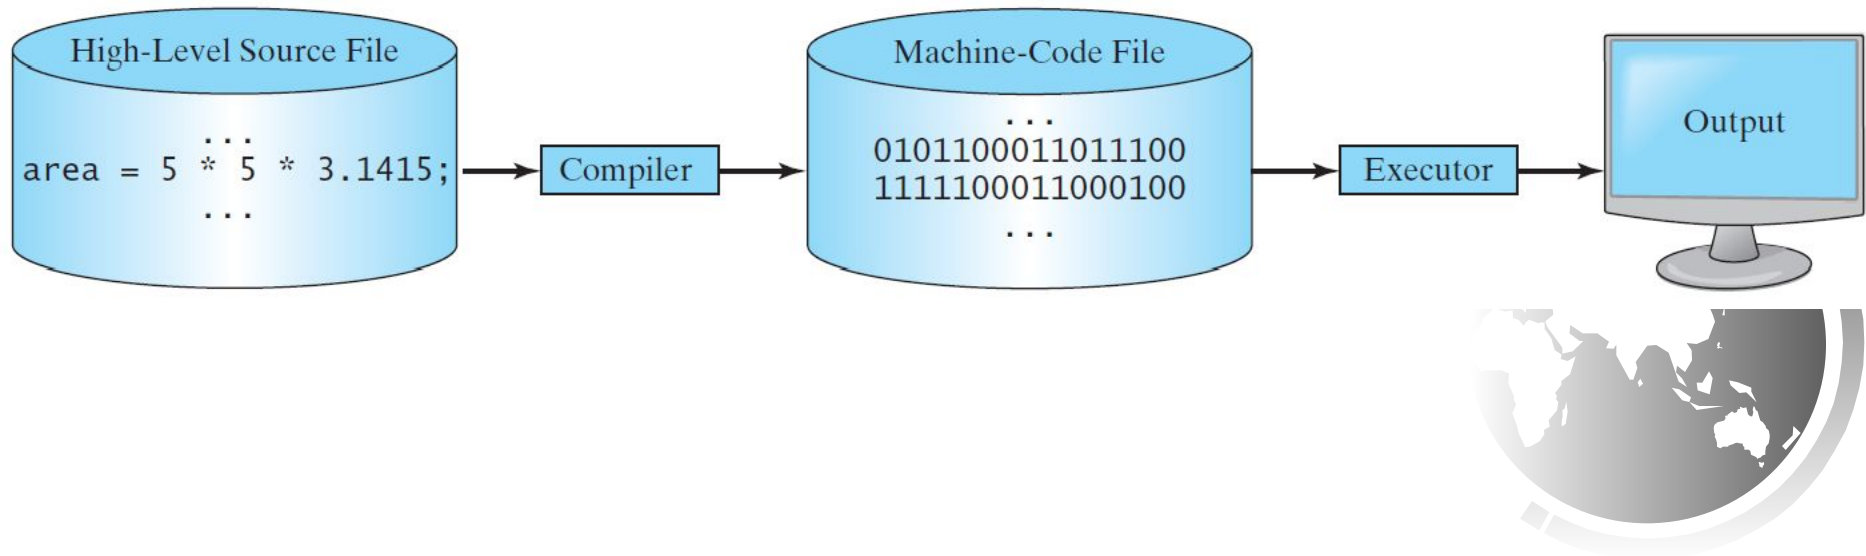 High-Level Source File
...
area = 5 * 5 * 3.1415;
...
Compiler
Machine-Code File
...
0101100011011100
1111100011000100
...
Executor
Output